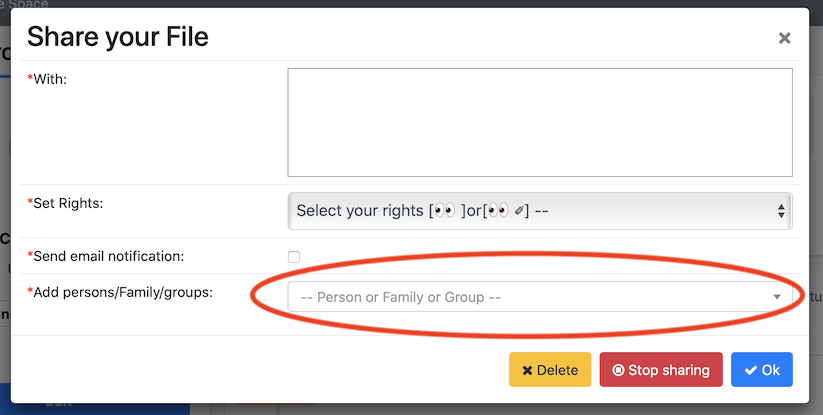 e Space
Share your File
×
*With:
*Set Rights:
Select your rights [👀 ]or[👀 ✐] --
*Send email notification:
*Add persons/Family/groups:
-- Person or Family or Group --
Delete
Stop sharing
Ok